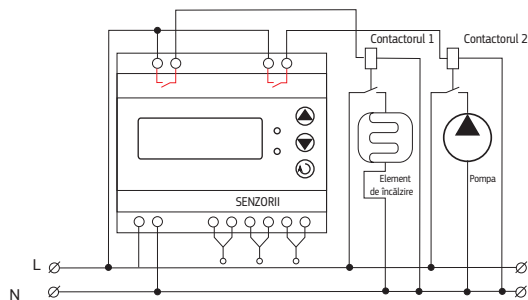 Contactorul 1
Contactorul 2
Element
de încălzire
Pompa
SENZORII
L
N